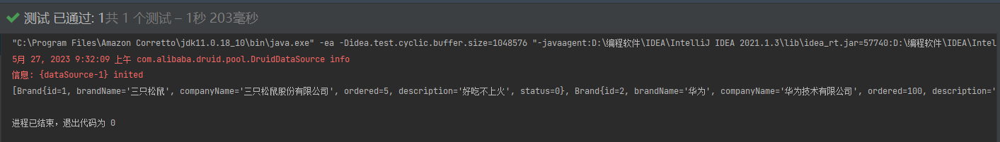 测试 已通过: 1共 1 个测试 – 1秒 203毫秒
"C:\Program Files\Amazon Corretto\jdk11.0.18_10\bin\java.exe" -ea -Didea.test.cyclic.buffer.size=1048576 "-javaagent:D:\编程软件\IDEA\IntelliJ IDEA 2021.1.3\lib\idea_rt.jar=57740:D:\编程软件\IDEA\Intel
5月 27, 2023 9:32:09 上午 com.alibaba.druid.pool.DruidDataSource info
信息: {dataSource-1} inited
[Brand{id=1, brandName='三只松鼠', companyName='三只松鼠股份有限公司', ordered=5, description='好吃不上火', status=0}, Brand{id=2, brandName='华为', companyName='华为技术有限公司', ordered=100, description='
进程已结束，退出代码为 0